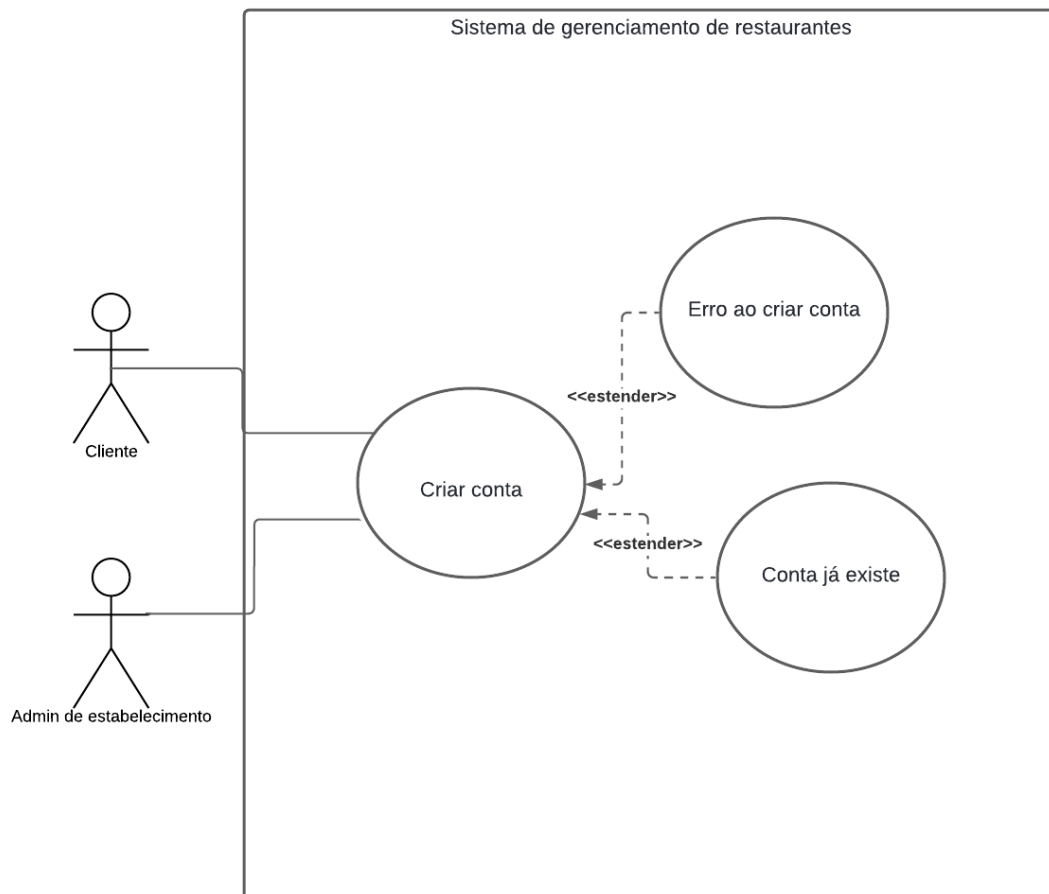 Sistema de gerenciamento de restaurantes
Erro ao criar conta
<<estender>>
Cliente
Criar conta
<<estender>>
Conta já existe
Admin de estabelecimento